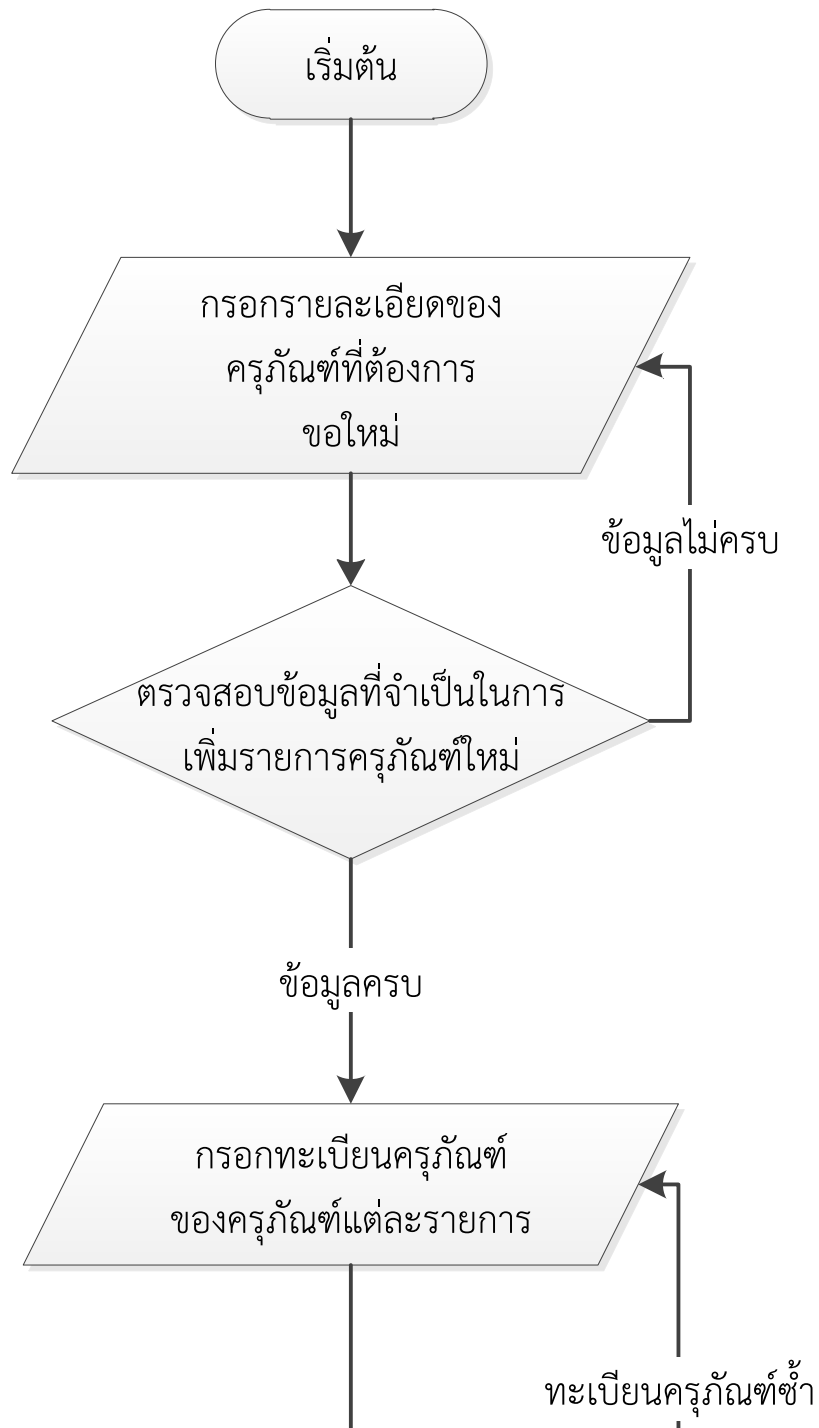 เริ่มต้น
กรอกรายละเอียดของ
ครุภัณฑ์ที่ต้องการ
ขอใหม่
ข้อมูลไม่ครบ
ตรวจสอบข้อมูลที่จำเป็นในการ
เพิ่มรายการครุภัณฑ์ใหม่
ข้อมูลครบ
กรอกทะเบียนครุภัณฑ์
ของครุภัณฑ์แต่ละรายการ
ทะเบียนครุภัณฑ์ซ้ำ